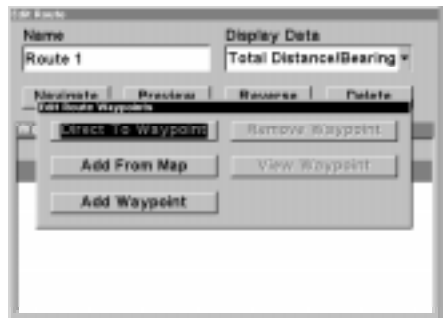 Edit Route
Name Display Data
Route 1 Total Distance/Bearing
Navigate Preview Reverse Delete
Edit Route Waypoints
Direct To Waypoint Remove Waypoint
Add From Map View Waypoint
Add Waypoint